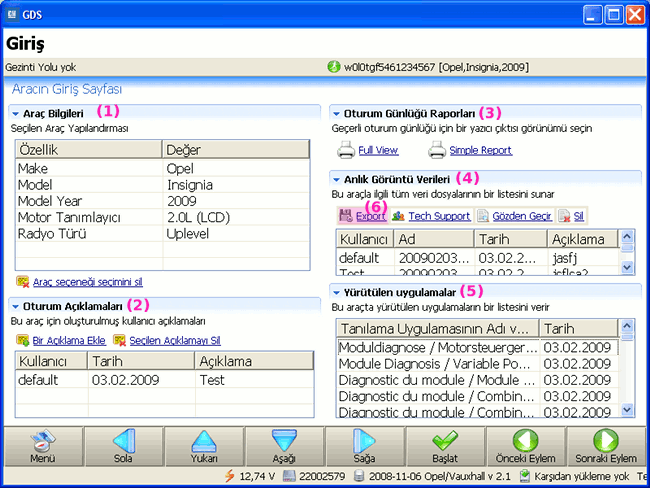 GDS
Giriş
Gezinti Yolu yok
w0l0tgf5461234567 [Opel,Insignia,2009]
Aracın Giriş Sayfası
Araç Bilgileri (1)
Seçilen Araç Yapılandırması
Özellik Değer
Make Opel
Model Insignia
Model Year 2009
Motor Tanımlayıcı 2.0L (LCD)
Radyo Türü Uplevel
Araç seçeneği seçimini sil
Oturum Açıklamaları (2)
Bu araç için oluşturulmuş kullanıcı açıklamaları
Bir Açıklama Ekle Seçilen Açıklamayı Sil
Kullanıcı Tarih Açıklama
default 03.02.2009 Test
Oturum Günlüğü Raporları (3)
Geçerli oturum günlüğü için bir yazıcı çıktısı görünümü seçin
Full View Simple Report
Anlık Görüntü Verileri (4)
Bu araçla ilgili tüm veri dosyalarının bir listesini sunar
(6)
Export Tech Support Gözden Geçir Sil
Kullanıcı Ad Tarih Açıklama
default 20090203... 03.02.2... jasfj
Test 20090203... 03.02.2... jcflsa2
Yürütülen uygulamalar (5)
Bu araçta yürütülen uygulamaların bir listesini verir
Tanılama Uygulamasının Adı v... Tarih
Moduldiagnose / Motorsteuerger... 03.02.2009
Module Diagnosis / Variable Po... 03.02.2009
Diagnostic du module / Module ... 03.02.2009
Diagnostic du module / Combin... 03.02.2009
Diagnostic du module / Combin... 03.02.2009
Menü Sola Yukarı Aşağı Sağa Başlat Önceki Eylem Sonraki Eylem
12,74 V 22002579 2008-11-06 Opel/Vauxhall v 2.1 Karşıdan yükleme yok Te